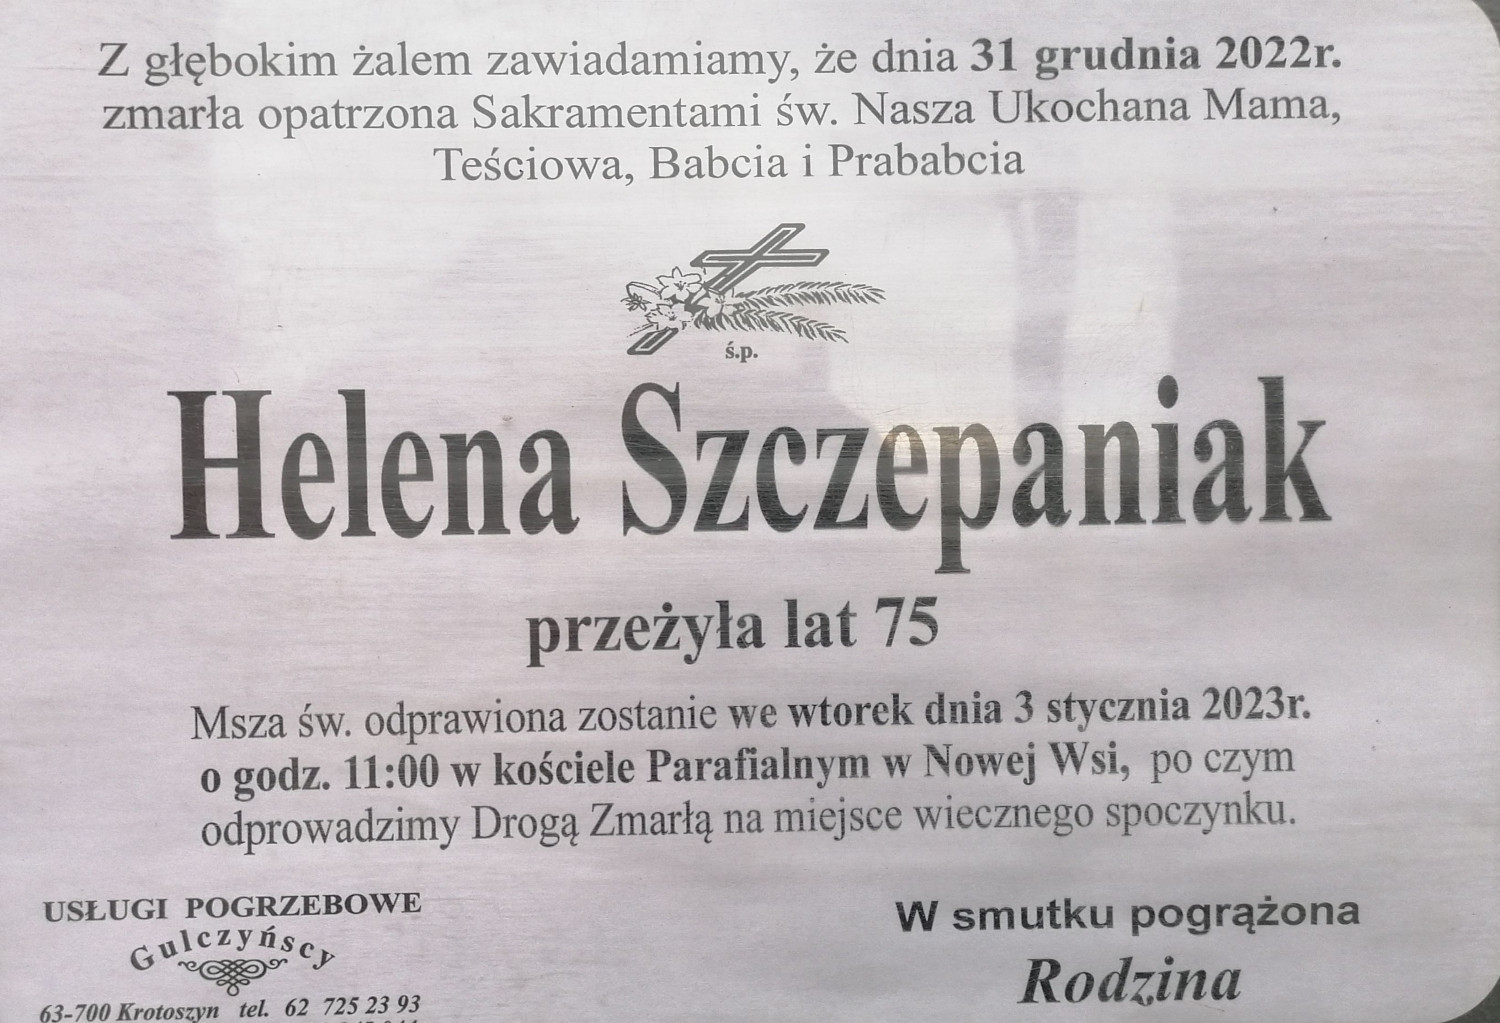 Z głębokim żalem zawiadamiamy, że dnia 31 grudnia 2022r.
zmarła opatrzona Sakramentami św. Nasza Ukochana Mama,
Teściowa, Babcia i Prababcia
ś.p.
Helena Szczepaniak
przeżyła lat 75
Msza św. odprawiona zostanie we wtorek dnia 3 stycznia 2023r.
o godz. 11:00 w kościele Parafialnym w Nowej Wsi, po czym
odprowadzimy Drogą Zmarłą na miejsce wiecznego spoczynku.
USŁUGI POGRZEBOWE
Gulczyńscy
63-700 Krotoszyn tel. 62 725 23 93
W smutku pogrążona
Rodzina